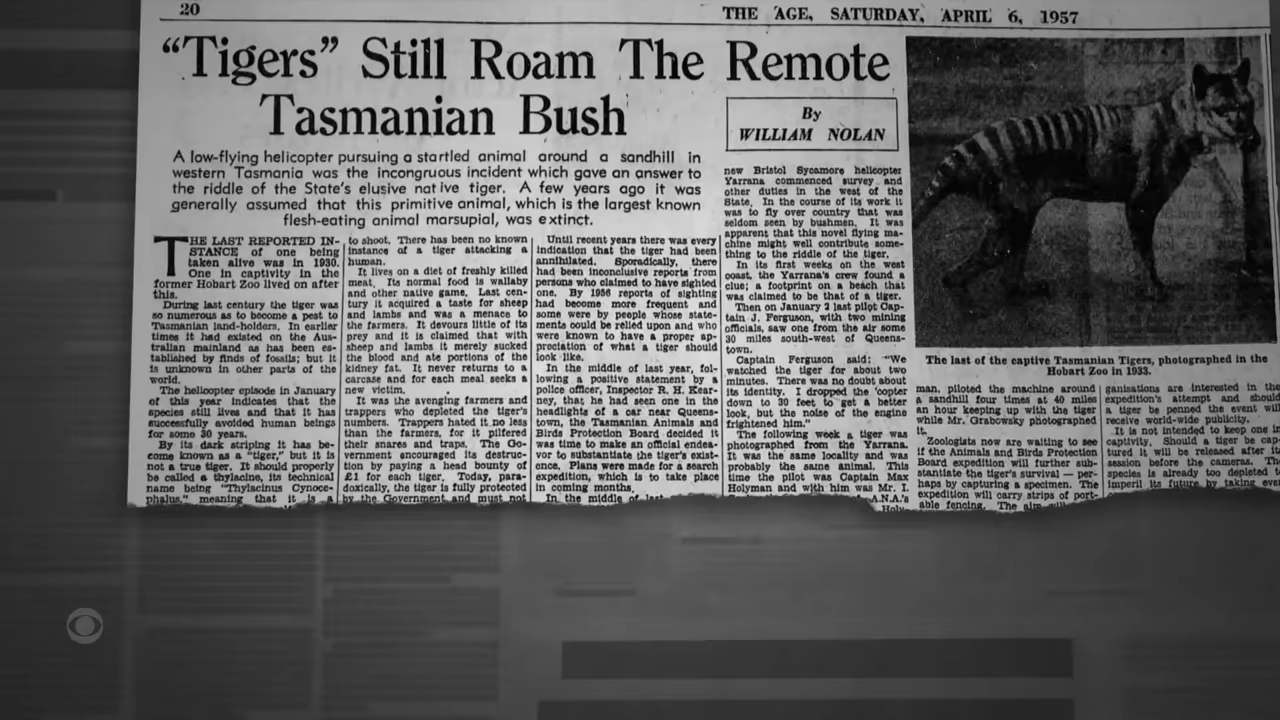 20
THE AGE, SATURDAY, APRIL 6, 1957
“Tigers” Still Roam The Remote
Tasmanian Bush
By
WILLIAM NOLAN
A low-flying helicopter pursuing a startled animal around a sandhill in
western Tasmania was the incongruous incident which gave an answer to
the riddle of the State's elusive native tiger. A few years ago it was
generally assumed that this primitive animal, which is the largest known
flesh-eating animal marsupial, was extinct.
THE LAST REPORTED IN-
STANCE of one being
taken alive was in 1930.
One in captivity in the
former Hobart Zoo lived on after
this.
During last century the tiger was
so numerous as to become a pest to
Tasmanian land-holders. In earlier
times it had existed on the Aus-
tralian mainland as has been es-
tablished by finds of fossils; but it
is unknown in other parts of the
world.
The helicopter episode in January
of this year indicates that the
species still lives and that it has
successfully avoided human beings
for some 30 years.
By its dark striping it has be-
come known as a "tiger," but it is
not a true tiger. It should properly
be called a thylacine, its technical
name being "Thylacinus Cynoce-
phalus," meaning that it is a
to shoot. There has been no known
instance of a tiger attacking a
human.
It lives on a diet of freshly killed
meat. Its normal food is wallaby
and other native game. Last cen-
tury it acquired a taste for sheep
and lambs and was a menace to
the farmers. It devours little of its
prey and it is claimed that with
sheep and lambs it merely sucked
the blood and ate portions of the
kidney fat. It never returns to a
carcase and for each meal seeks a
new victim.
It was the avenging farmers and
trappers who depleted the tiger's
numbers. Trappers hated it no less
than the farmers, for it pilfered
their snares and traps. The Go-
vernment encouraged its destruc-
tion by paying a head bounty of
£1 for each tiger. Today, para-
doxically, the tiger is fully protected
by the Government and must not
Until recent years there was every
indication that the tiger had been
annihilated. Sporadically, there
had been inconclusive reports from
persons who claimed to have sighted
one. By 1956 reports of sighting
had become more frequent and
some were by people whose state-
ments could be relied upon and who
were known to have a proper ap-
preciation of what a tiger should
look like.
In the middle of last year, fol-
lowing a positive statement by a
police officer, Inspector R. H. Kear-
ney, that he had seen one in the
headlights of a car near Queens-
town, the Tasmanian Animals and
Birds Protection Board decided it
was time to make an official endea-
vor to substantiate the tiger's exist-
ence. Plans were made for a search
expedition, which is to take place
in coming months.
In the middle of last
new Bristol Sycamore helicopter
Yarrana commenced survey and
other duties in the west of the
State. In the course of its work it
was to fly over country that was
seldom seen by bushmen. It was
apparent that this novel flying ma-
chine might well contribute some-
thing to the riddle of the tiger.
In its first weeks on the west
coast, the Yarrana's crew found a
clue; a footprint on a beach that
was claimed to be that of a tiger.
Then on January 2 last pilot Cap-
tain J. Ferguson, with two mining
officials, saw one from the air some
30 miles south-west of Queens-
town.
Captain Ferguson said: "We
watched the tiger for about two
minutes. There was no doubt about
its identity. I dropped the 'copter
down to 30 feet to get a better
look, but the noise of the engine
frightened him."
The following week a tiger was
photographed from the Yarrana.
It was the same locality and was
probably the same animal. This
time the pilot was Captain Max
Holyman and with him was Mr. I.
A.N.A.'s
Holy-
The last of the captive Tasmanian Tigers, photographed in the
Hobart Zoo in 1933.
man, piloted the machine around
a sandhill four times at 40 miles
an hour keeping up with the tiger
while Mr. Grabowsky photographed
it.
Zoologists now are waiting to see
if the Animals and Birds Protection
Board expedition will further sub-
stantiate the tiger's survival — per-
haps by capturing a specimen. The
expedition will carry strips of port-
able fencing. The aim
ganisations are interested in the
expedition's attempt and should
a tiger be penned the event will
receive world-wide publicity.
It is not intended to keep one in
captivity. Should a tiger be cap-
tured it will be released after
session before the cameras. The
species is already too depleted
imperil its future by taking